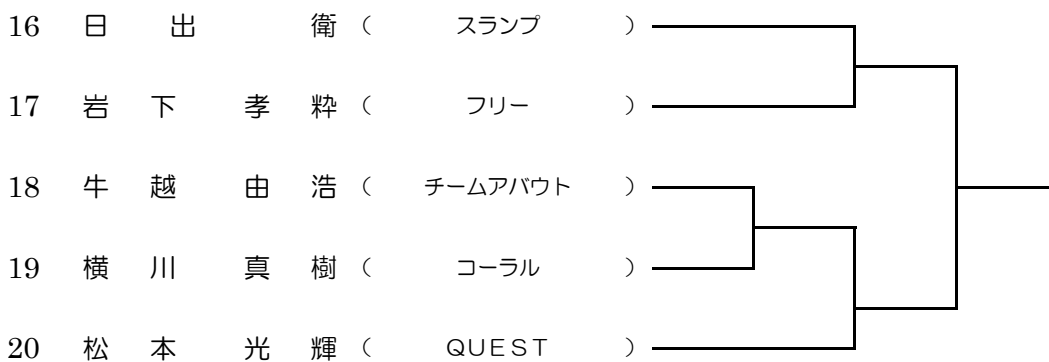 16 日 出 衛 ( スランプ )
17 岩 下 孝 粋 ( フリー )
18 牛 越 由 浩 ( チームアバウト )
19 横 川 真 樹 ( コーラル )
20 松 本 光 輝 ( QUEST )